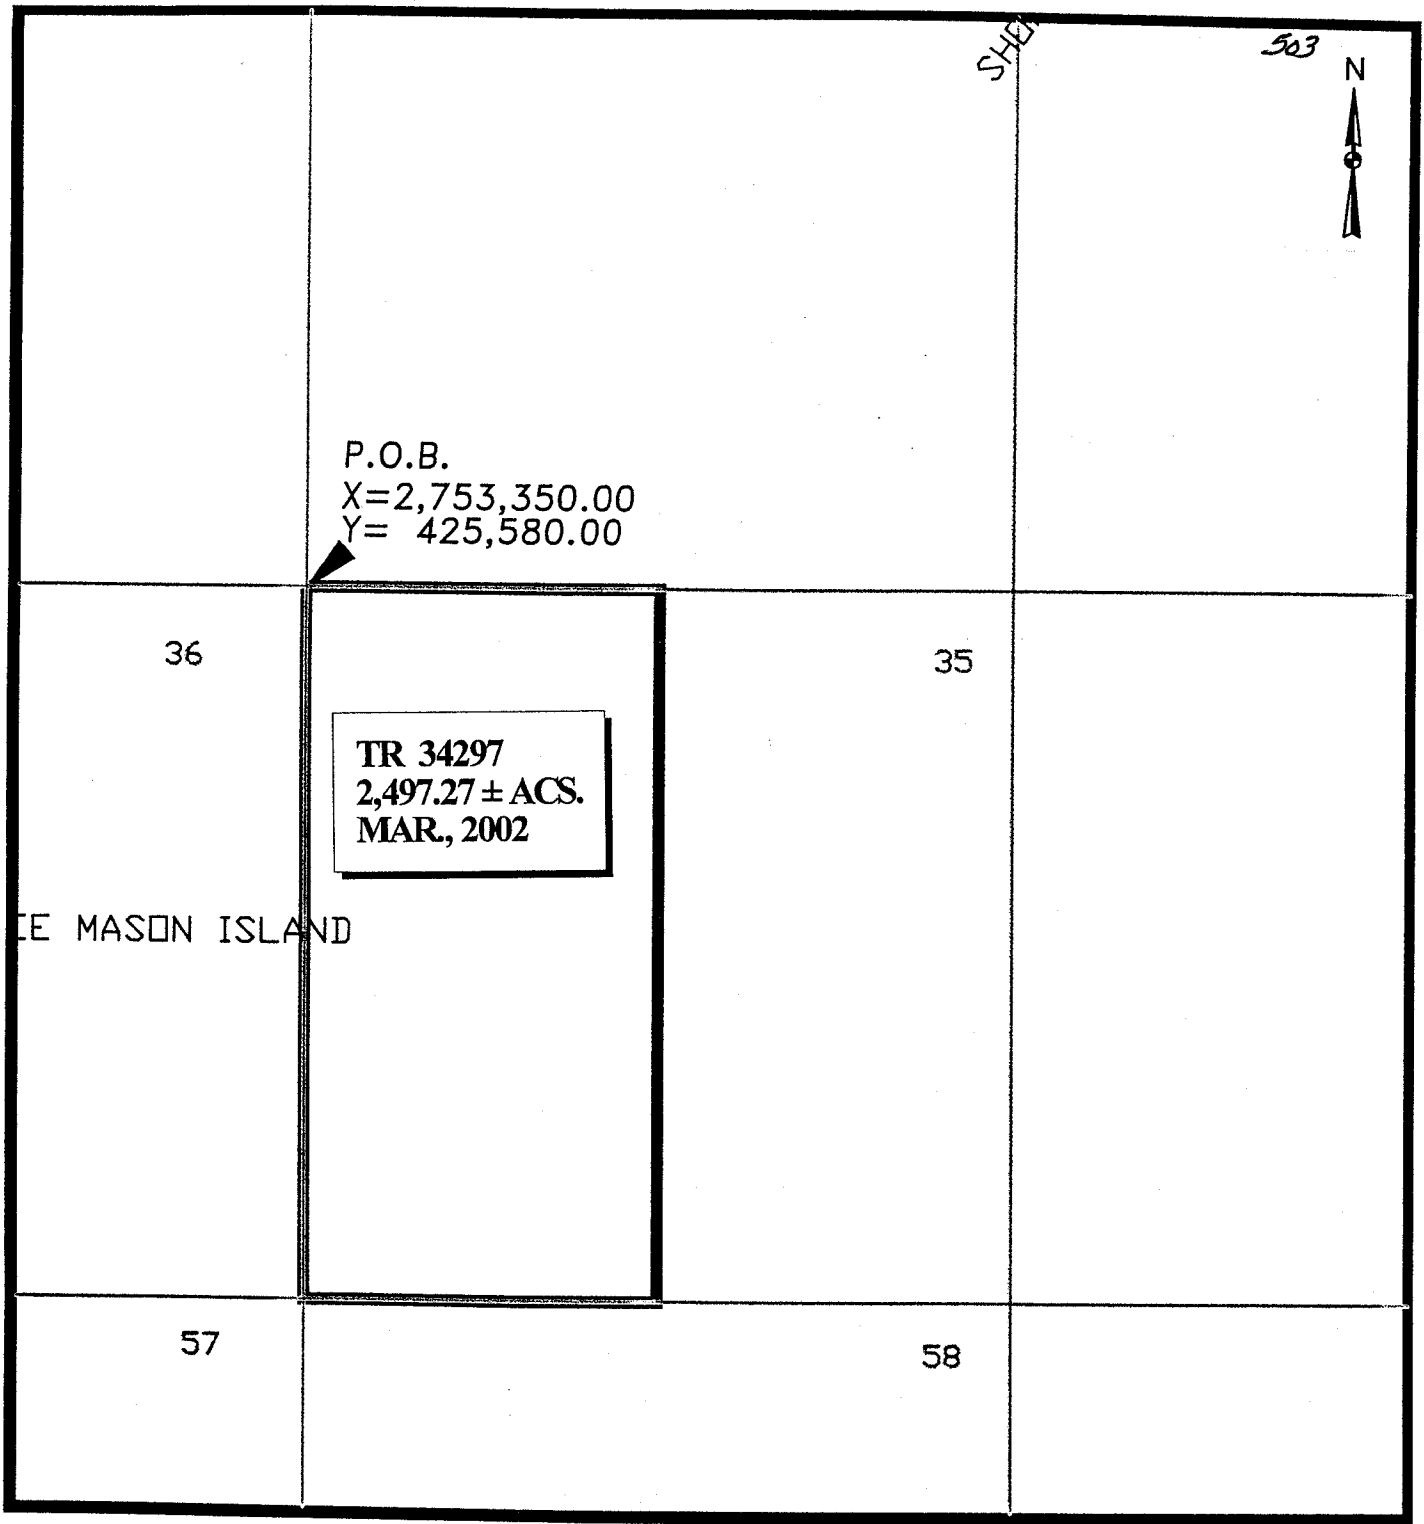 503
N
P.O.B.
X=2,753,350.00
Y= 425,580.00
36
35
TR 34297
2,497.27 ± ACS.
MAR., 2002
MASON ISLAND
57
58